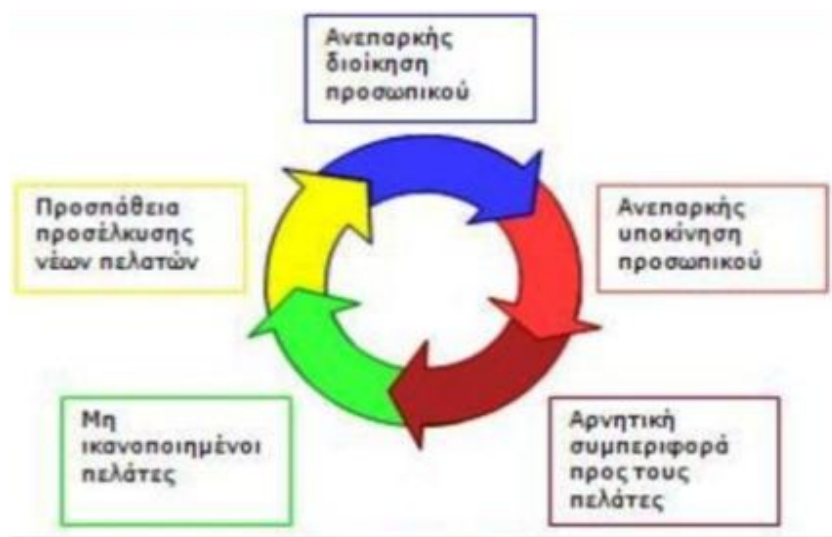 Ανεπαρκής
διοίκηση
προσωπικού
Ανεπαρκής
υποκίνηση
προσωπικού
Αρνητική
συμπεριφορά
προς τους
πελάτες
Μη
ικανοποιημένοι
πελάτες
Προσπάθεια
προσέλκυσης
νέων πελατών